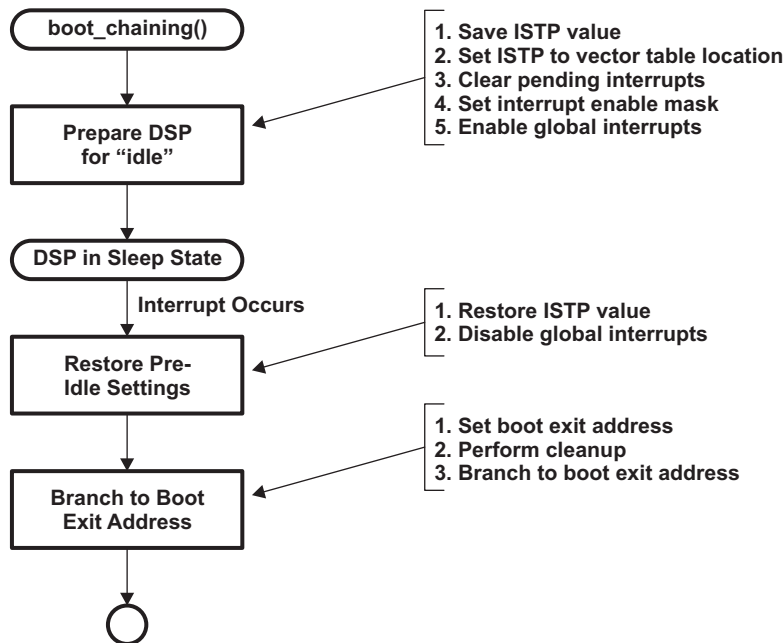 boot_chaining()
1. Save ISTP value
2. Set ISTP to vector table location
3. Clear pending interrupts
4. Set interrupt enable mask
5. Enable global interrupts
Prepare DSP
for “idle”
DSP in Sleep State
Interrupt Occurs
1. Restore ISTP value
2. Disable global interrupts
Restore Pre-
Idle Settings
1. Set boot exit address
2. Perform cleanup
3. Branch to boot exit address
Branch to Boot
Exit Address